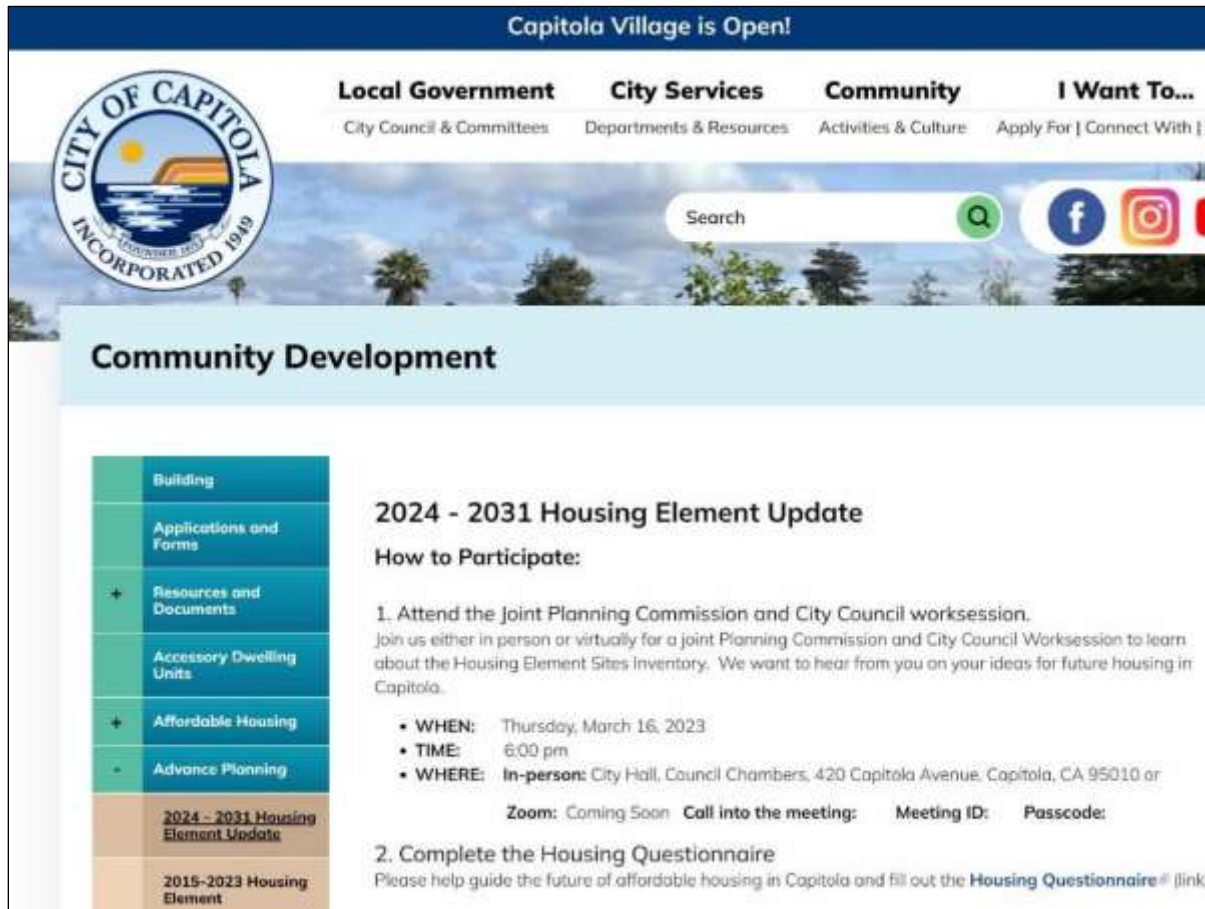 Capitola Village is Open!
CITY OF CAPITOLA
INCORPORATED 1949
Local Government
City Services
Community
I Want To...
City Council & Committees
Departments & Resources
Activities & Culture
Apply For | Connect With |
Search
Community Development
Building
Applications and
Forms
+ Resources and
Documents
Accessory Dwelling
Units
+ Affordable Housing
- Advance Planning
2024 - 2031 Housing
Element Update
2015-2023 Housing
Element
2024 - 2031 Housing Element Update
How to Participate:
1. Attend the Joint Planning Commission and City Council worksession.
Join us either in person or virtually for a joint Planning Commission and City Council Worksession to learn
about the Housing Element Sites Inventory. We want to hear from you on your ideas for future housing in
Capitola.
• WHEN: Thursday, March 16, 2023
• TIME: 6:00 pm
• WHERE: In-person: City Hall, Council Chambers, 420 Capitola Avenue, Capitola, CA 95010 or
Zoom: Coming Soon Call into the meeting: Meeting ID: Passcode:
2. Complete the Housing Questionnaire
Please help guide the future of affordable housing in Capitola and fill out the Housing Questionnaire (link